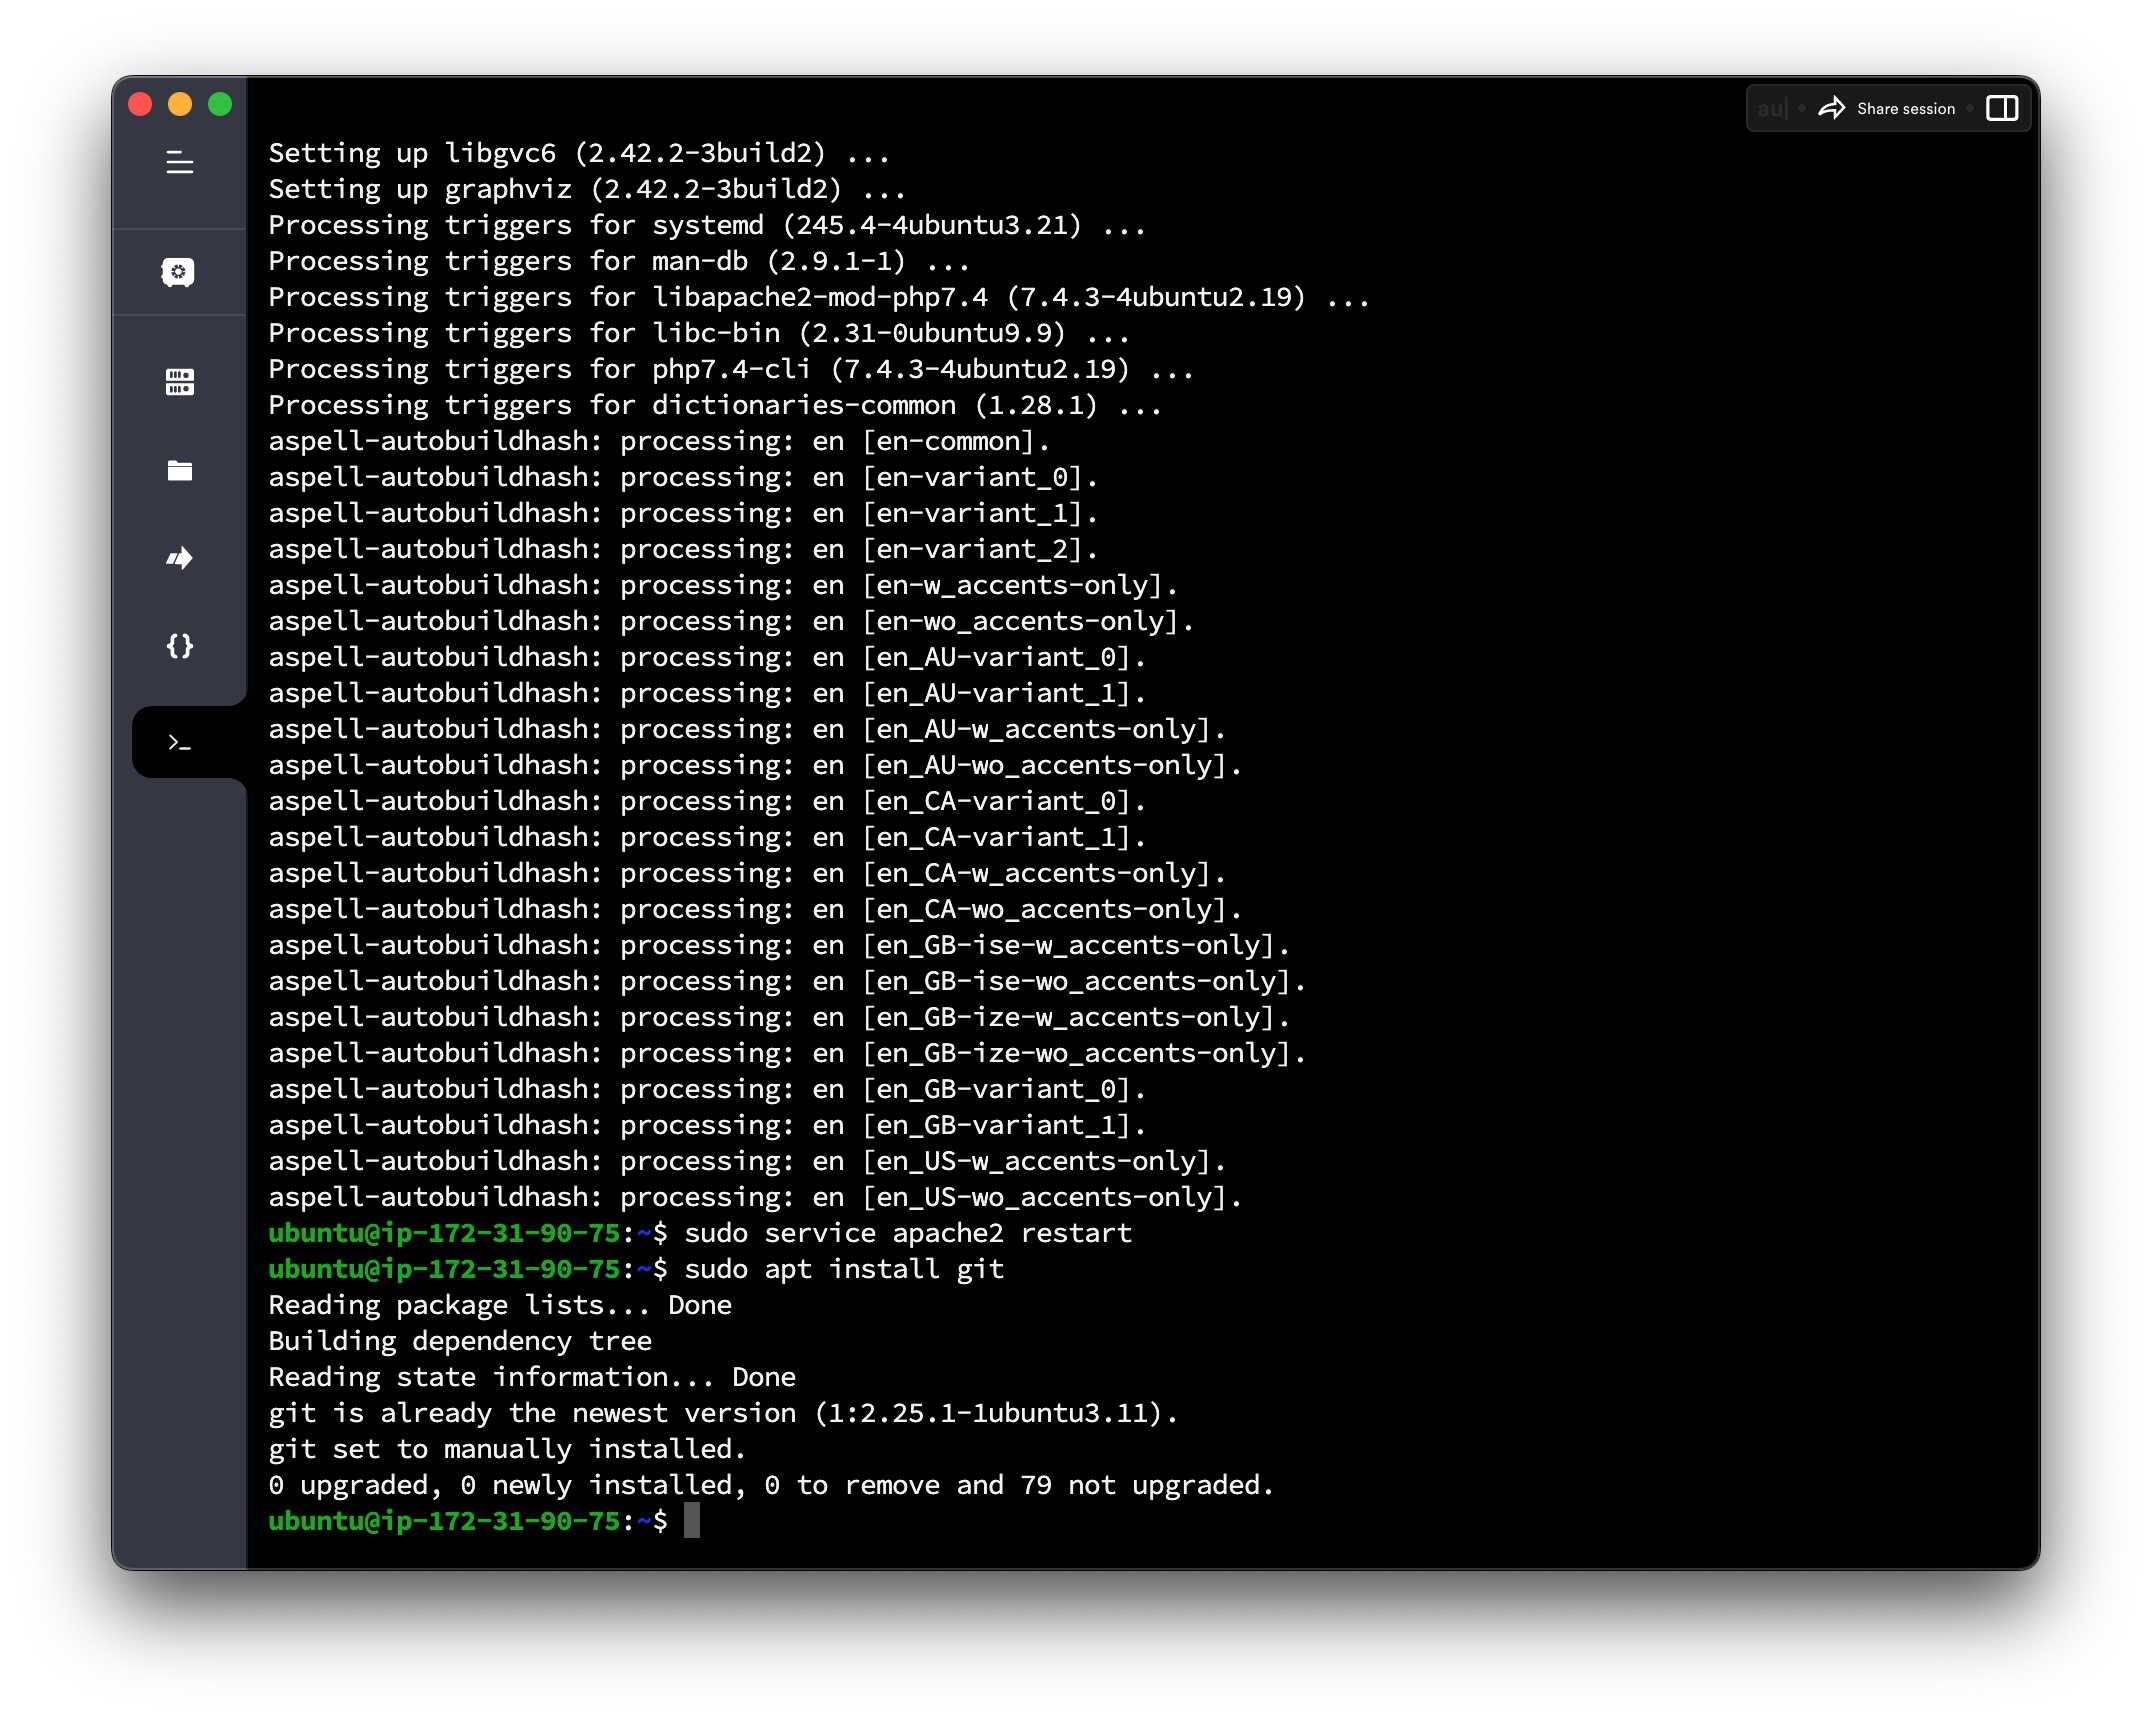 au| • Share session •
Setting up libgvc6 (2.42.2-3build2) ...
Setting up graphviz (2.42.2-3build2) ...
Processing triggers for systemd (245.4-4ubuntu3.21) ...
Processing triggers for man-db (2.9.1-1) ...
Processing triggers for libapache2-mod-php7.4 (7.4.3-4ubuntu2.19) ...
Processing triggers for libc-bin (2.31-0ubuntu9.9) ...
Processing triggers for php7.4-cli (7.4.3-4ubuntu2.19) ...
Processing triggers for dictionaries-common (1.28.1) ...
aspell-autobuildhash: processing: en [en-common].
aspell-autobuildhash: processing: en [en-variant_0].
aspell-autobuildhash: processing: en [en-variant_1].
aspell-autobuildhash: processing: en [en-variant_2].
aspell-autobuildhash: processing: en [en-w_accents-only].
aspell-autobuildhash: processing: en [en-wo_accents-only].
aspell-autobuildhash: processing: en [en_AU-variant_0].
aspell-autobuildhash: processing: en [en_AU-variant_1].
aspell-autobuildhash: processing: en [en_AU-w_accents-only].
aspell-autobuildhash: processing: en [en_AU-wo_accents-only].
aspell-autobuildhash: processing: en [en_CA-variant_0].
aspell-autobuildhash: processing: en [en_CA-variant_1].
aspell-autobuildhash: processing: en [en_CA-w_accents-only].
aspell-autobuildhash: processing: en [en_CA-wo_accents-only].
aspell-autobuildhash: processing: en [en_GB-ise-w_accents-only].
aspell-autobuildhash: processing: en [en_GB-ise-wo_accents-only].
aspell-autobuildhash: processing: en [en_GB-ize-w_accents-only].
aspell-autobuildhash: processing: en [en_GB-ize-wo_accents-only].
aspell-autobuildhash: processing: en [en_GB-variant_0].
aspell-autobuildhash: processing: en [en_GB-variant_1].
aspell-autobuildhash: processing: en [en_US-w_accents-only].
aspell-autobuildhash: processing: en [en_US-wo_accents-only].
ubuntu@ip-172-31-90-75:~$ sudo service apache2 restart
ubuntu@ip-172-31-90-75:~$ sudo apt install git
Reading package lists... Done
Building dependency tree
Reading state information... Done
git is already the newest version (1:2.25.1-1ubuntu3.11).
git set to manually installed.
0 upgraded, 0 newly installed, 0 to remove and 79 not upgraded.
ubuntu@ip-172-31-90-75:~$